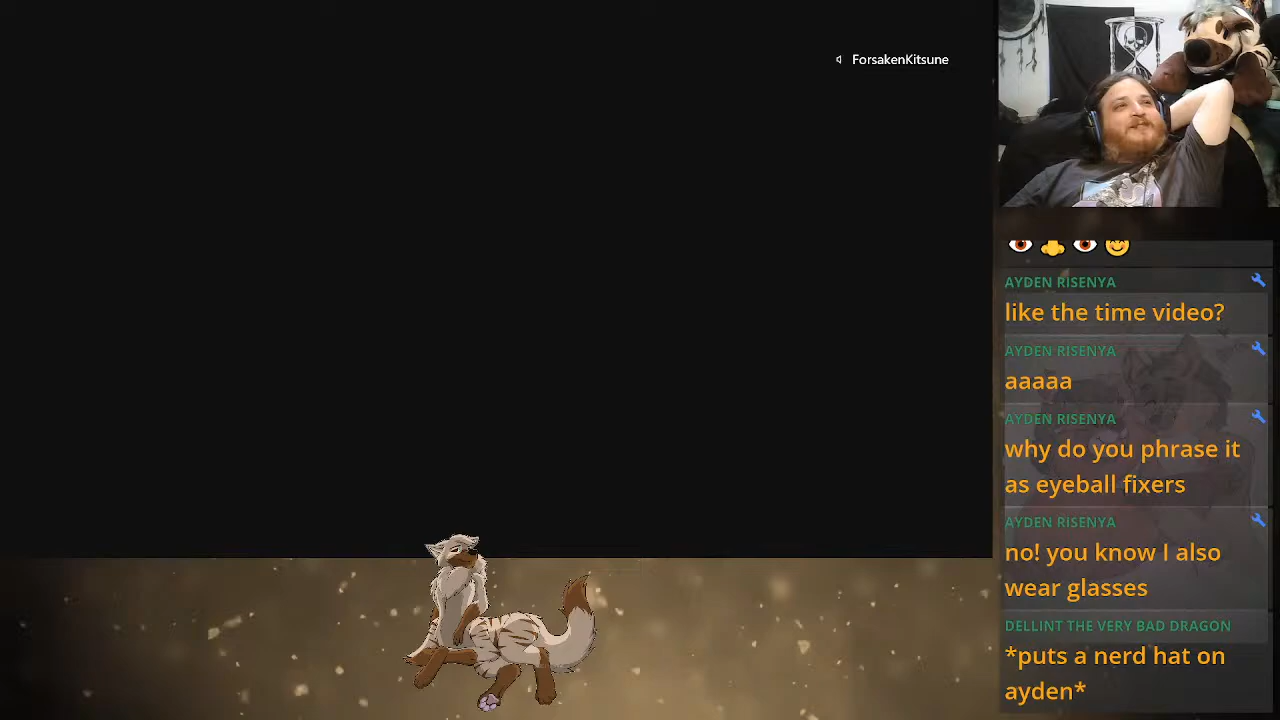 ForsakenKitsune
AYDEN RISENYA
like the time video?
AYDEN RISENYA
aaaaa
AYDEN RISENYA
why do you phrase it
as eyeball fixers
AYDEN RISENYA
no! you know I also
wear glasses
DELLINT THE VERY BAD DRAGON
*puts a nerd hat on
ayden*